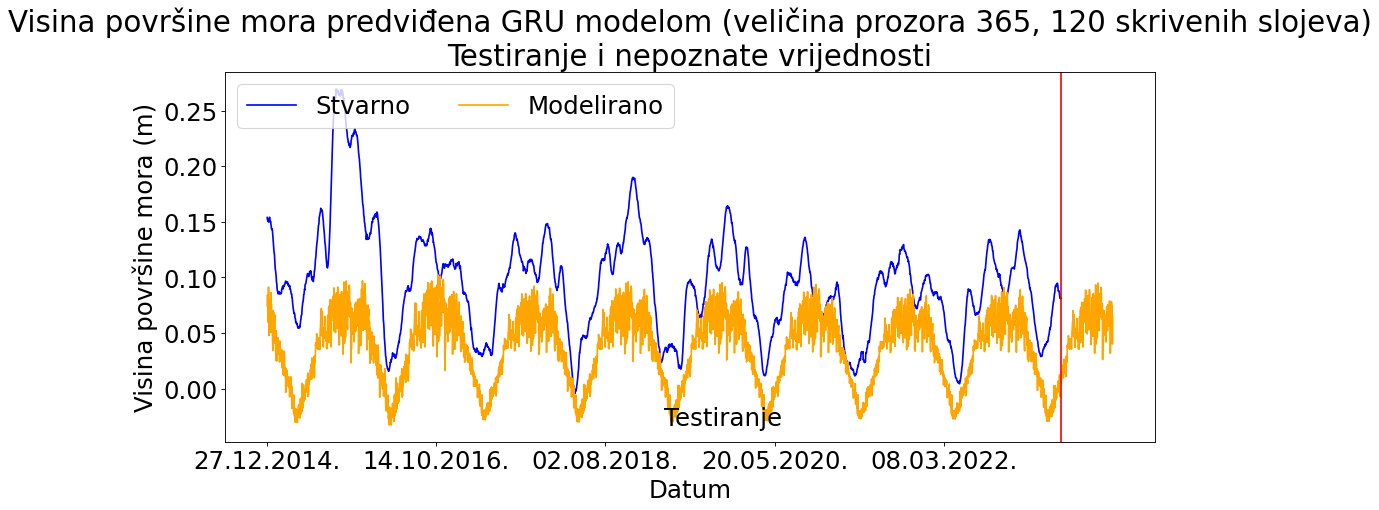 Visina površine mora predviđena GRU modelom (veličina prozora 365, 120 skrivenih slojeva)
Testiranje i nepoznate vrijednosti
Stvarno
Modelirano
Visina površine mora (m)
0.25
0.20
0.15
0.10
0.05
0.00
Testiranje
27.12.2014.
14.10.2016.
02.08.2018.
20.05.2020.
08.03.2022.
Datum